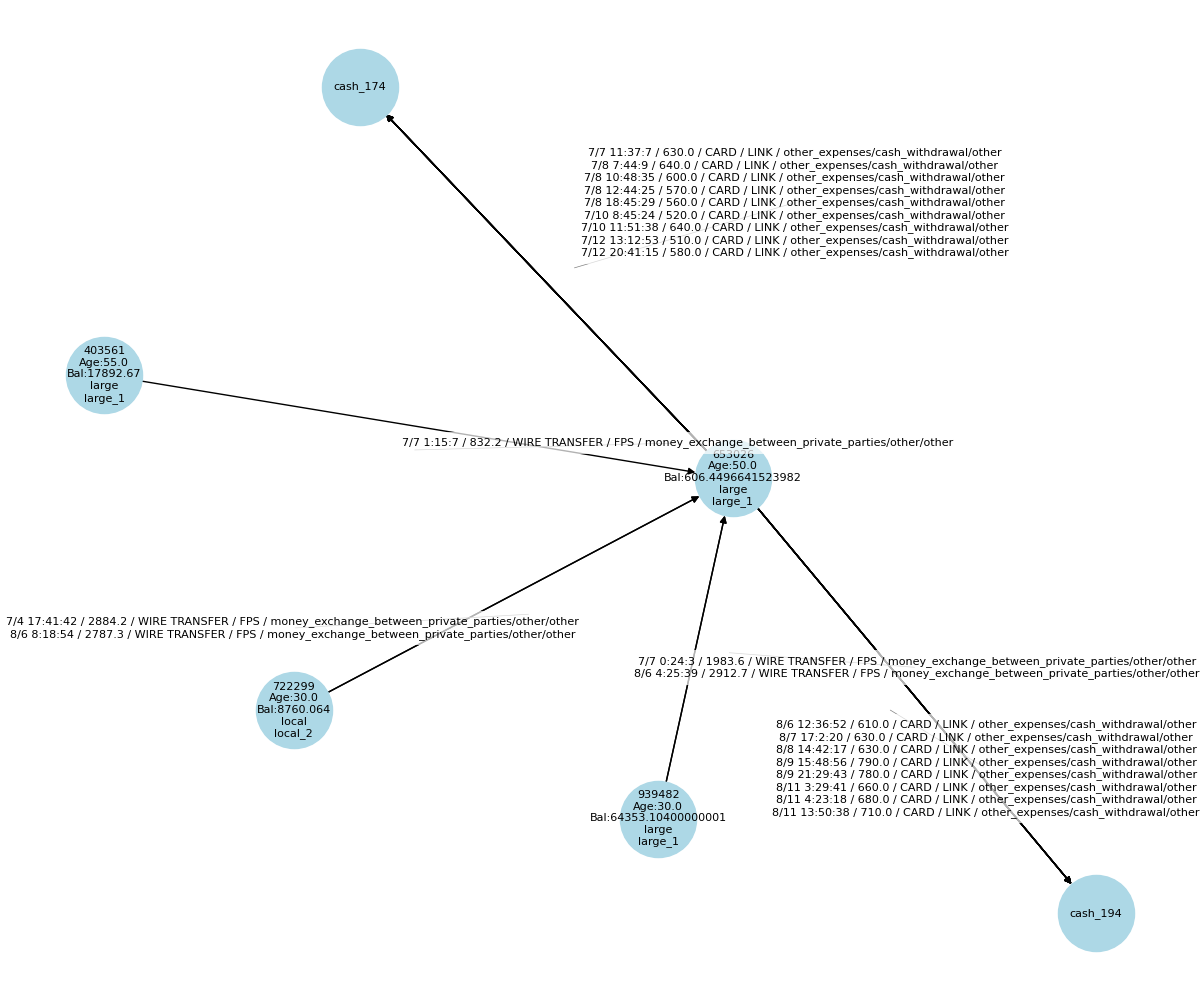 cash_174
7/7 11:37:7 / 630.0 / CARD / LINK / other_expenses/cash_withdrawal/other
7/8 7:44:9 / 640.0 / CARD / LINK / other_expenses/cash_withdrawal/other
7/8 10:48:35 / 600.0 / CARD / LINK / other_expenses/cash_withdrawal/other
7/8 12:44:25 / 570.0 / CARD / LINK / other_expenses/cash_withdrawal/other
7/8 18:45:29 / 560.0 / CARD / LINK / other_expenses/cash_withdrawal/other
7/10 8:45:24 / 520.0 / CARD / LINK / other_expenses/cash_withdrawal/other
7/10 11:51:38 / 640.0 / CARD / LINK / other_expenses/cash_withdrawal/other
7/12 13:12:53 / 510.0 / CARD / LINK / other_expenses/cash_withdrawal/other
7/12 20:41:15 / 580.0 / CARD / LINK / other_expenses/cash_withdrawal/other
403561
Age:55.0
Bal:17892.67
large
large_1
7/7 1:15:7 / 832.2 / WIRE TRANSFER / FPS / money_exchange_between_private_parties/other/other
653026
Age:50.0
Bal:606.4496641523982
large
large_1
7/4 17:41:42 / 2884.2 / WIRE TRANSFER / FPS / money_exchange_between_private_parties/other/other
8/6 8:18:54 / 2787.3 / WIRE TRANSFER / FPS / money_exchange_between_private_parties/other/other
7/7 0:24:3 / 1983.6 / WIRE TRANSFER / FPS / money_exchange_between_private_parties/other/other
8/6 4:25:39 / 2912.7 / WIRE TRANSFER / FPS / money_exchange_between_private_parties/other/other
722299
Age:30.0
Bal:8760.064
local
local_2
8/6 12:36:52 / 610.0 / CARD / LINK / other_expenses/cash_withdrawal/other
8/7 17:2:20 / 630.0 / CARD / LINK / other_expenses/cash_withdrawal/other
8/8 14:42:17 / 630.0 / CARD / LINK / other_expenses/cash_withdrawal/other
8/9 15:48:56 / 790.0 / CARD / LINK / other_expenses/cash_withdrawal/other
8/9 21:29:43 / 780.0 / CARD / LINK / other_expenses/cash_withdrawal/other
8/11 3:29:41 / 660.0 / CARD / LINK / other_expenses/cash_withdrawal/other
8/11 4:23:18 / 680.0 / CARD / LINK / other_expenses/cash_withdrawal/other
8/11 13:50:38 / 710.0 / CARD / LINK / other_expenses/cash_withdrawal/other
939482
Age:30.0
Bal:64353.10400000001
large
large_1
cash_194